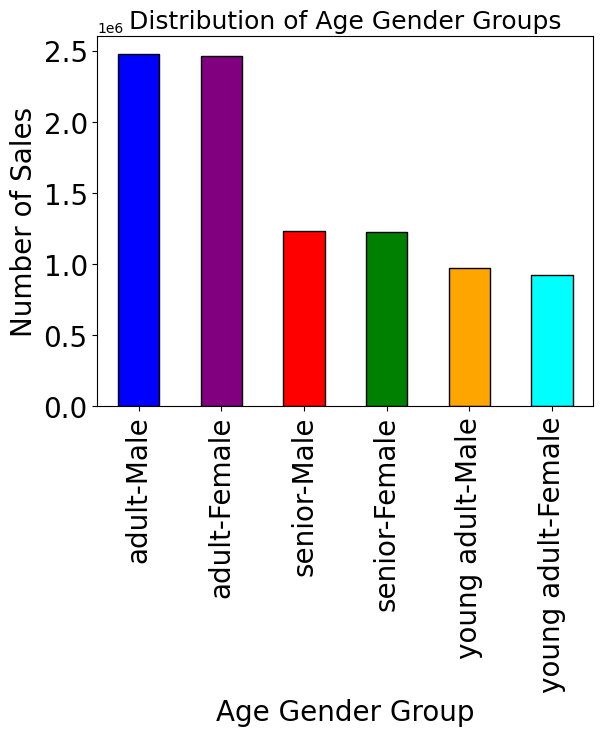 Distribution of Age Gender Groups
1e6
Number of Sales
2.5
2.0
1.5
1.0
0.5
0.0
adult-Male
adult-Female
senior-Male
senior-Female
young adult-Male
young adult-Female
Age Gender Group